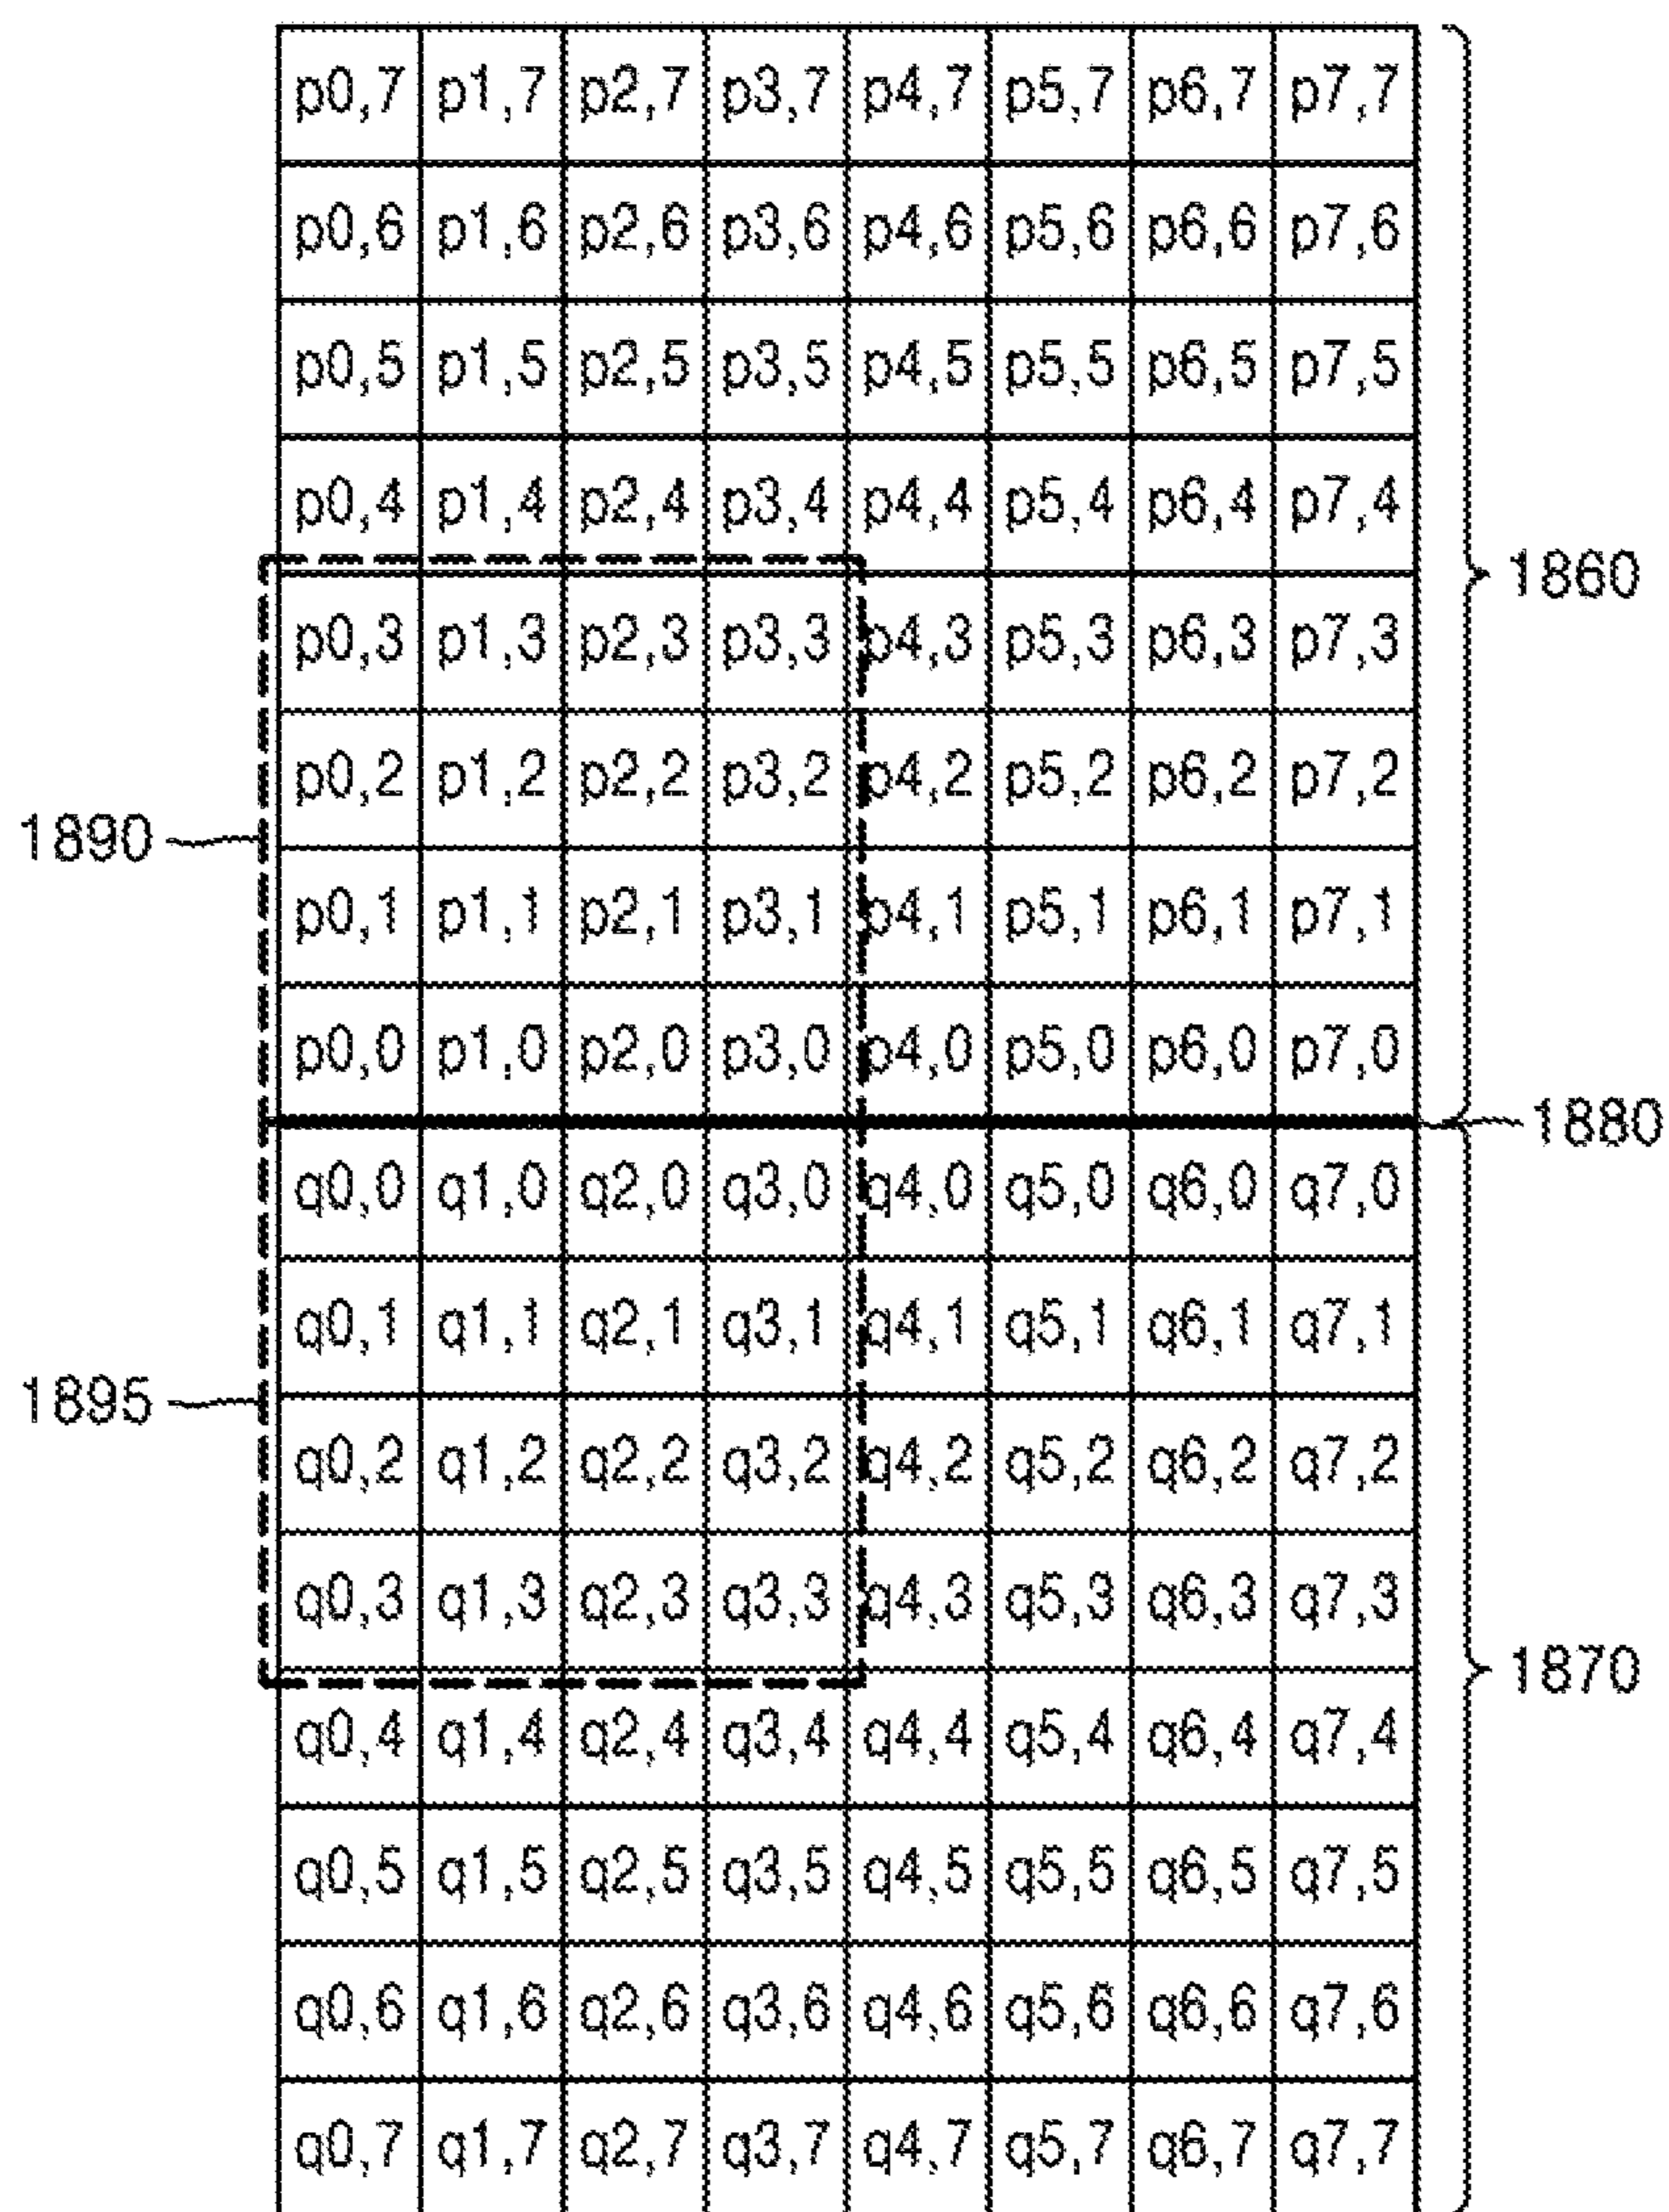 p0,7 p1,7 p2,7 p3,7 p4,7 p5,7 p6,7 p7,7
p0,6 p1,6 p2,6 p3,6 p4,6 p5,6 p6,6 p7,6
p0,5 p1,5 p2,5 p3,5 p4,5 p5,5 p6,5 p7,5
p0,4 p1,4 p2,4 p3,4 p4,4 p5,4 p6,4 p7,4
1860
p0,3 p1,3 p2,3 p3,3 p4,3 p5,3 p6,3 p7,3
p0,2 p1,2 p2,2 p3,2 p4,2 p5,2 p6,2 p7,2
1890
p0,1 p1,1 p2,1 p3,1 p4,1 p5,1 p6,1 p7,1
p0,0 p1,0 p2,0 p3,0 p4,0 p5,0 p6,0 p7,0
1880
q0,0 q1,0 q2,0 q3,0 q4,0 q5,0 q6,0 q7,0
q0,1 q1,1 q2,1 q3,1 q4,1 q5,1 q6,1 q7,1
1895
q0,2 q1,2 q2,2 q3,2 q4,2 q5,2 q6,2 q7,2
q0,3 q1,3 q2,3 q3,3 q4,3 q5,3 q6,3 q7,3
1870
q0,4 q1,4 q2,4 q3,4 q4,4 q5,4 q6,4 q7,4
q0,5 q1,5 q2,5 q3,5 q4,5 q5,5 q6,5 q7,5
q0,6 q1,6 q2,6 q3,6 q4,6 q5,6 q6,6 q7,6
q0,7 q1,7 q2,7 q3,7 q4,7 q5,7 q6,7 q7,7